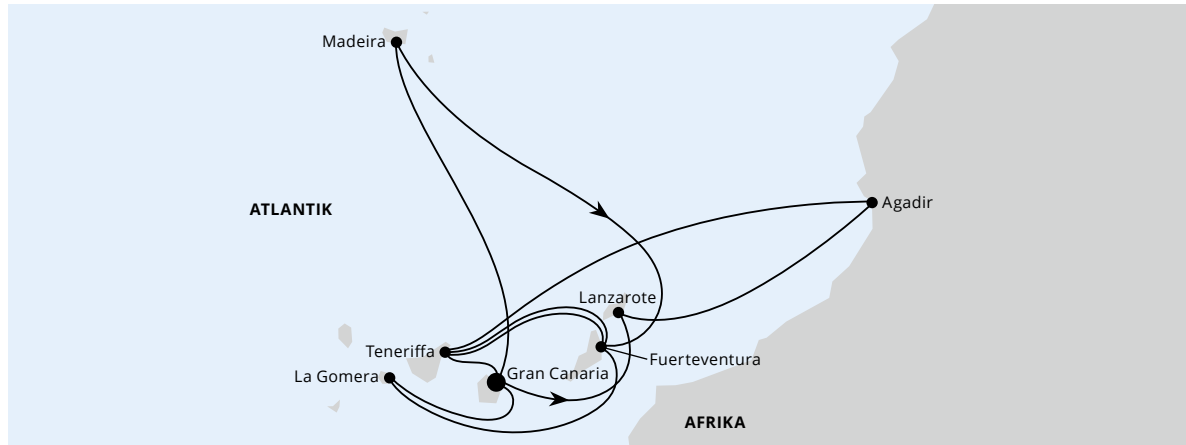 Madeira
ATLANTIK
Agadir
Lanzarote
Teneriffa
Fuerteventura
La Gomera
Gran Canaria
AFRIKA